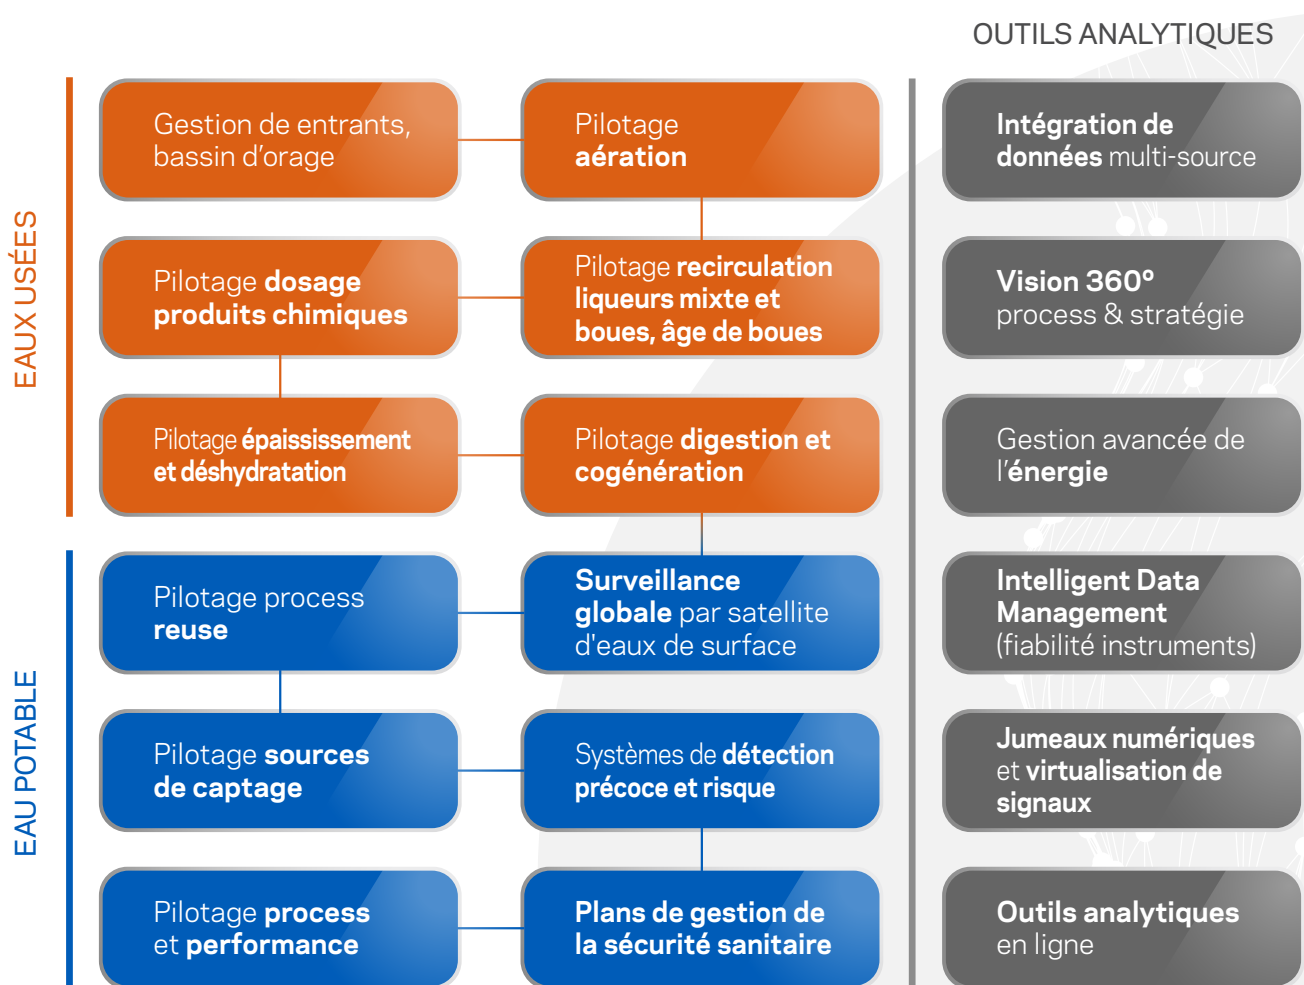 OUTILS ANALYTIQUES
EAUX USÉES
Gestion de entrants,
bassin d'orage
Pilotage
aération
Intégration de
données multi-source
Pilotage dosage
produits chimiques
Pilotage recirculation
liqueurs mixte et
boues, âge de boues
Vision 360°
process & stratégie
Pilotage épaississement
et déshydratation
Pilotage digestion et
cogénération
Gestion avancée de
l'énergie
EAU POTABLE
Pilotage process
reuse
Surveillance
globale par satellite
d'eaux de surface
Intelligent Data
Management
(fiabilité instruments)
Pilotage sources
de captage
Systèmes de détection
précoce et risque
Jumeaux numériques
et virtualisation de
signaux
Pilotage process
et performance
Plans de gestion de
la sécurité sanitaire
Outils analytiques
en ligne